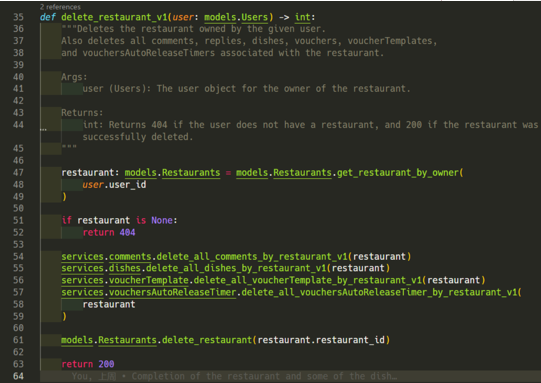 2 references
35 def delete_restaurant_v1(user: models.Users) -> int:
36 """Deletes the restaurant owned by the given user.
37 Also deletes all comments, replies, dishes, vouchers, voucherTemplates,
38 and vouchersAutoReleaseTimers associated with the restaurant.
39
40 Args:
41 user (Users): The user object for the owner of the restaurant.
42
43 Returns:
44 int: Returns 404 if the user does not have a restaurant, and 200 if the restaurant was
successfully deleted.
45 """
46
47 restaurant: models.Restaurants = models.Restaurants.get_restaurant_by_owner(
48 user.user_id
49 )
50
51 if restaurant is None:
52 return 404
53
54 services.comments.delete_all_comments_by_restaurant_v1(restaurant)
55 services.dishes.delete_all_dishes_by_restaurant_v1(restaurant)
56 services.voucherTemplate.delete_all_voucherTemplate_by_restaurant_v1(restaurant)
57 services.vouchersAutoReleaseTimer.delete_all_vouchersAutoReleaseTimer_by_restaurant_v1(
58 restaurant
59 )
60
61 models.Restaurants.delete_restaurant(restaurant.restaurant_id)
62
63 return 200
64 You, • Completion of the restaurant and some of the dish…